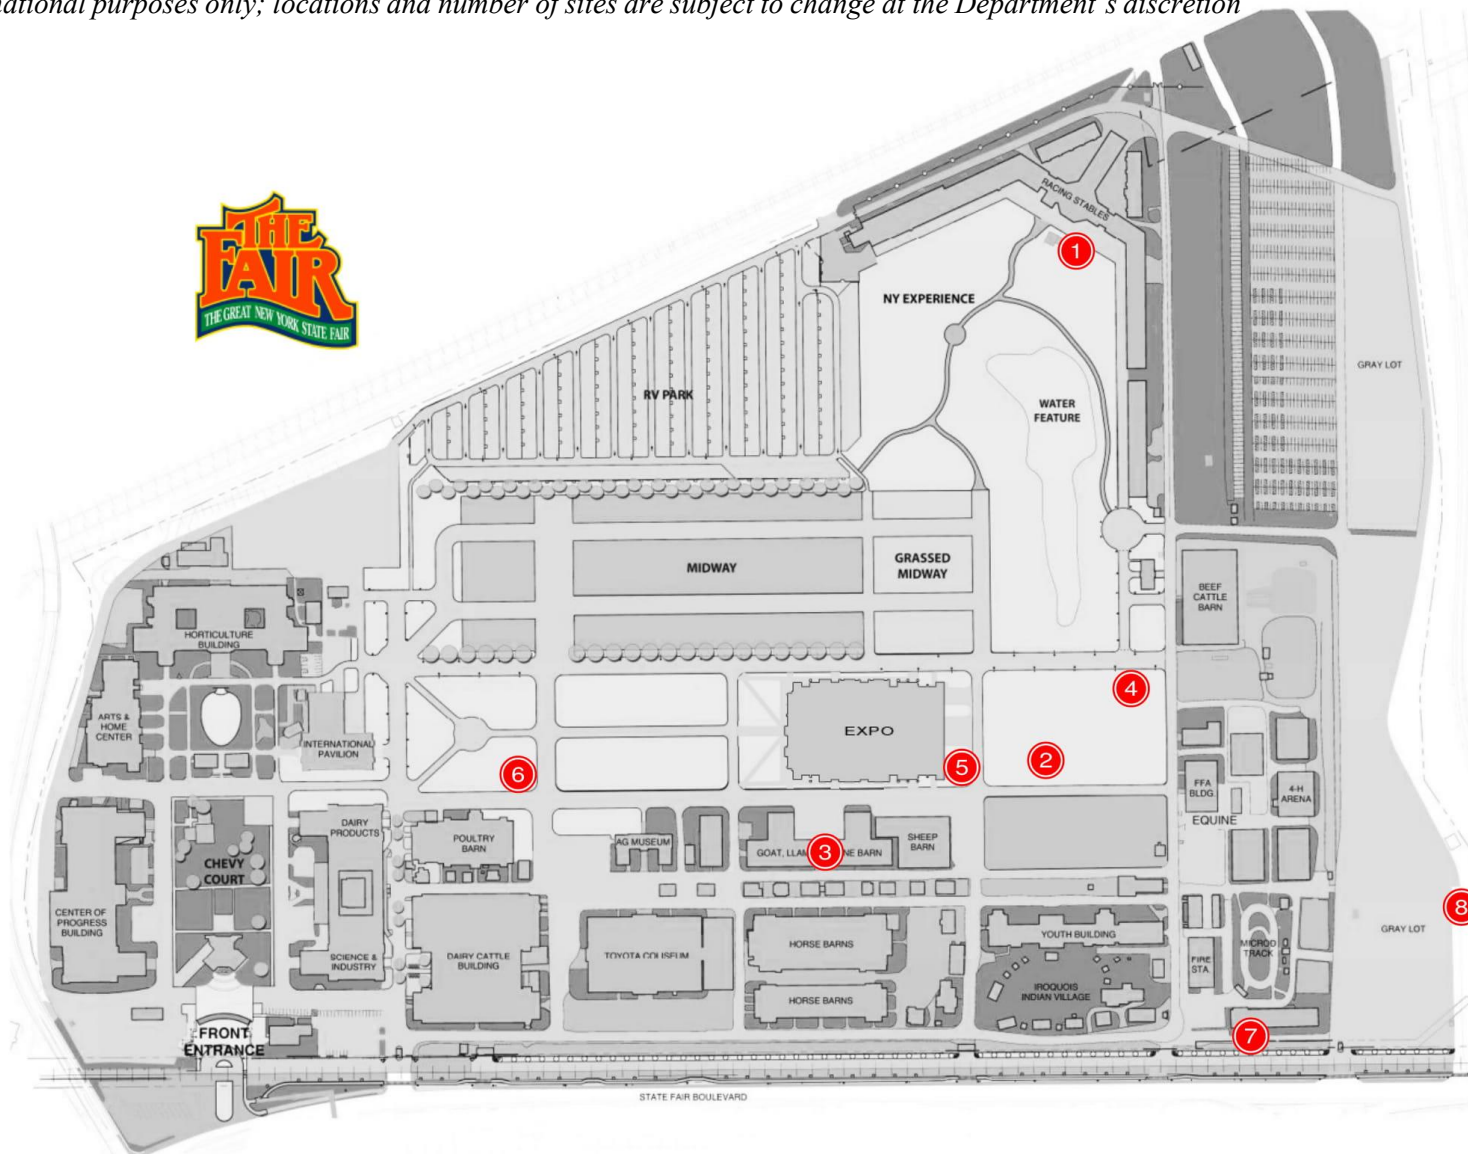 national purposes only; locations and number of sites are subject to change at the Department's discretion
THE
FAIR
THE GREAT NEW YORK STATE FAIR
RACING STABLES
1
NY EXPERIENCE
GRAY LOT
RV PARK
WATER
FEATURE
MIDWAY
GRASSED
MIDWAY
BEEF
CATTLE
BARN
HORTICULTURE
BUILDING
4
ARTS &
HOME
CENTER
INTERNATIONAL
PAVILION
EXPO
6
5
2
FFA
BLDG.
4-H
ARENA
EQUINE
DAIRY
PRODUCTS
POULTRY
BARN
AG MUSEUM
GOAT, LLAM
3
NE BARN
SHEEP
BARN
CHEVY
COURT
CENTER OF
PROGRESS
BUILDING
8
GRAY LOT
SCIENCE &
INDUSTRY
DAIRY CATTLE
BUILDING
TOYOTA COLISEUM
HORSE BARNS
YOUTH BUILDING
MICROD
TRACK
FIRE
STA.
HORSE BARNS
IROQUOIS
INDIAN VILLAGE
FRONT
ENTRANCE
7
STATE FAIR BOULEVARD